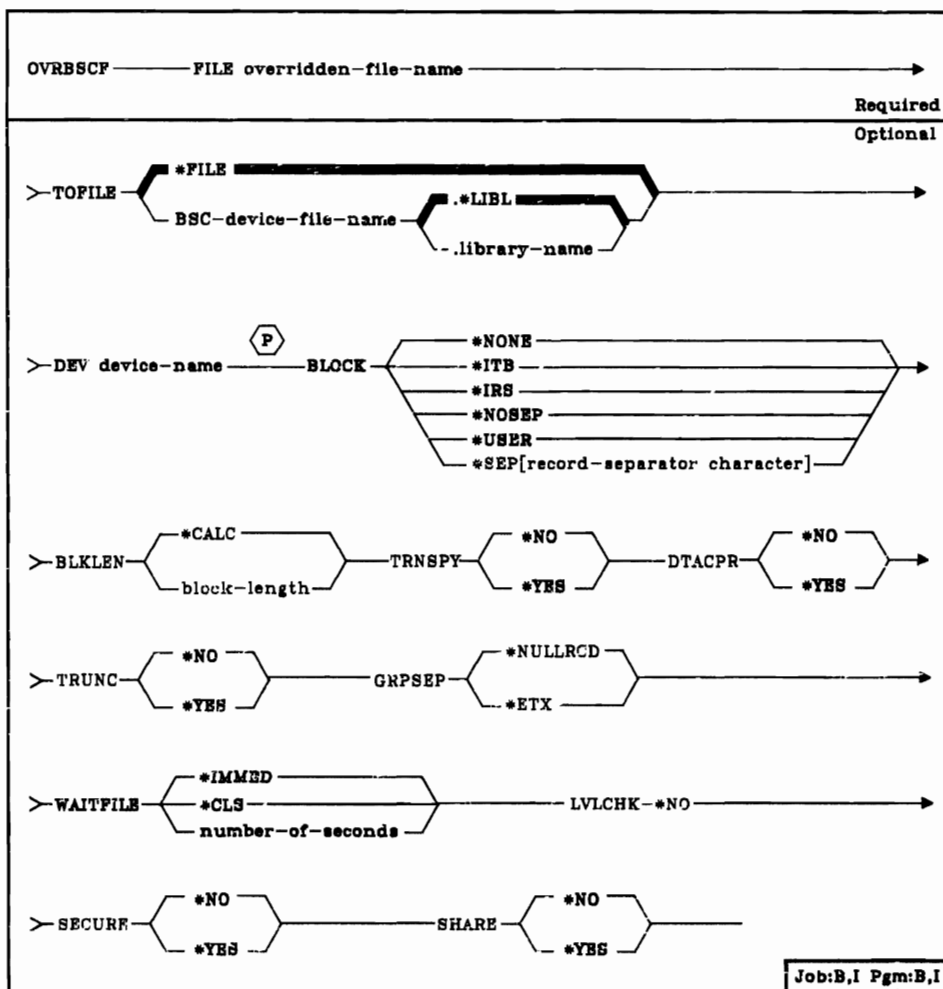 OVRBSCF FILE overridden-file-name
Required
Optional
*FILE
TOFILE
.*LIBL
BSC-device-file-name
.library-name
P
*NONE
DEV device-name BLOCK *ITB
*IRS
*NOSEP
*USER
*SEP[record-separator character]
*CALC *NO *NO
BLKLEN TRNSPY DTACPR
block-length *YES *YES
*NO *NULLRCD
TRUNC GRPSEP
*YES *ETX
*IMMED
WAITFILE *CLS LVLCHK *NO
number-of-seconds
*NO *NO
SECURE SHARE
*YES *YES
Job:B,I Pgm:B,I